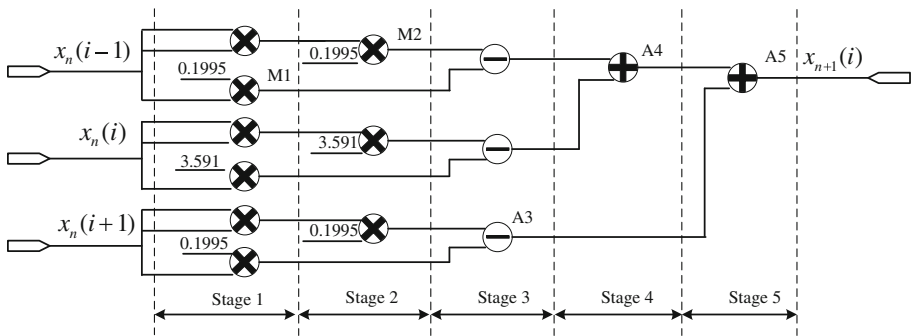 x_n(i−1)
0.1995
M1
0.1995
M2
A4
A5
x_{n+1}(i)
x_n(i)
3.591
3.591
x_n(i+1)
0.1995
0.1995
A3
Stage 1
Stage 2
Stage 3
Stage 4
Stage 5